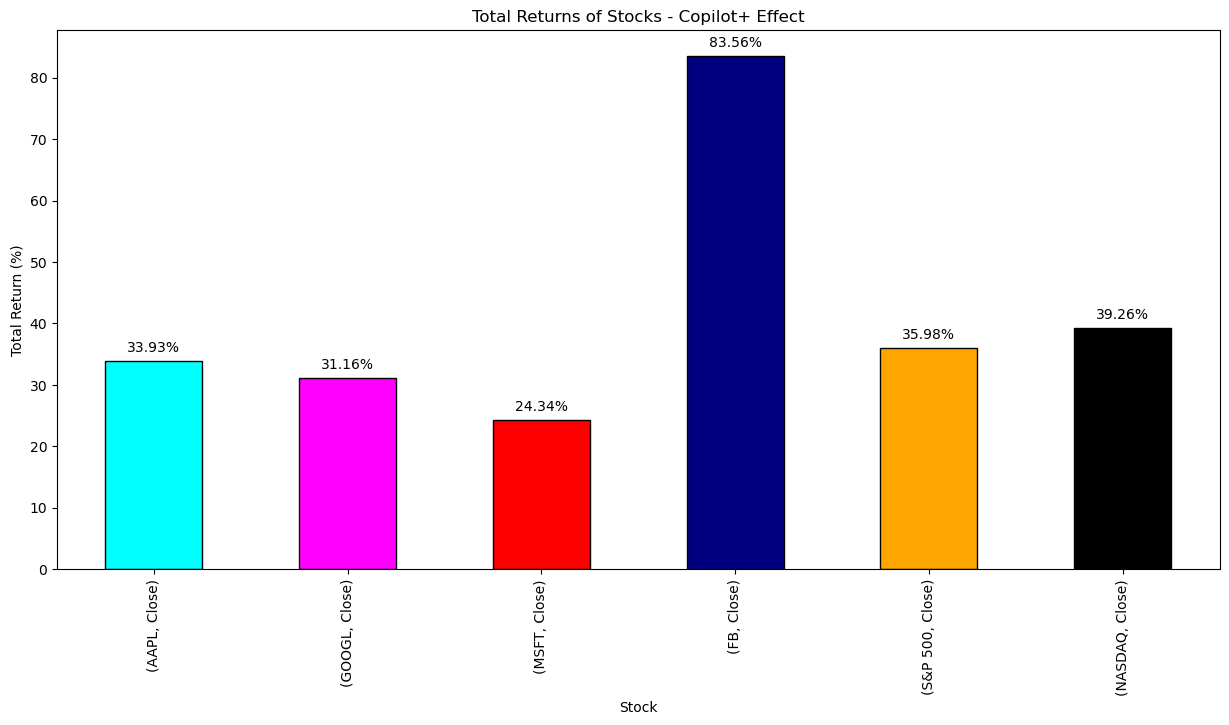 Total Returns of Stocks - Copilot+ Effect
Total Return (%)
80
70
60
50
40
30
20
10
0
33.93%
31.16%
24.34%
83.56%
35.98%
39.26%
(AAPL, Close)
(GOOGL, Close)
(MSFT, Close)
(FB, Close)
(S&P 500, Close)
(NASDAQ, Close)
Stock